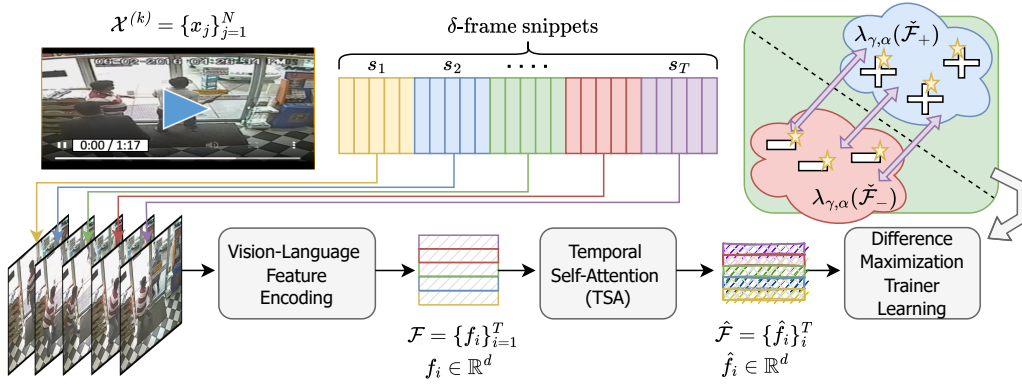 𝒳^(k) = {x_j}_{j=1}^N
δ-frame snippets
s_1 s_2 · · · · s_T
0:00 / 1:17
λ_{γ,α}(ℱ̌_+)
λ_{γ,α}(ℱ̌_−)
Vision-Language
Feature
Encoding
Temporal
Self-Attention
(TSA)
Difference
Maximization
Trainer
Learning
ℱ = {f_i}_{i=1}^T
f_i ∈ ℝ^d
ℱ̂ = {f̂_i}_i^T
f̂_i ∈ ℝ^d